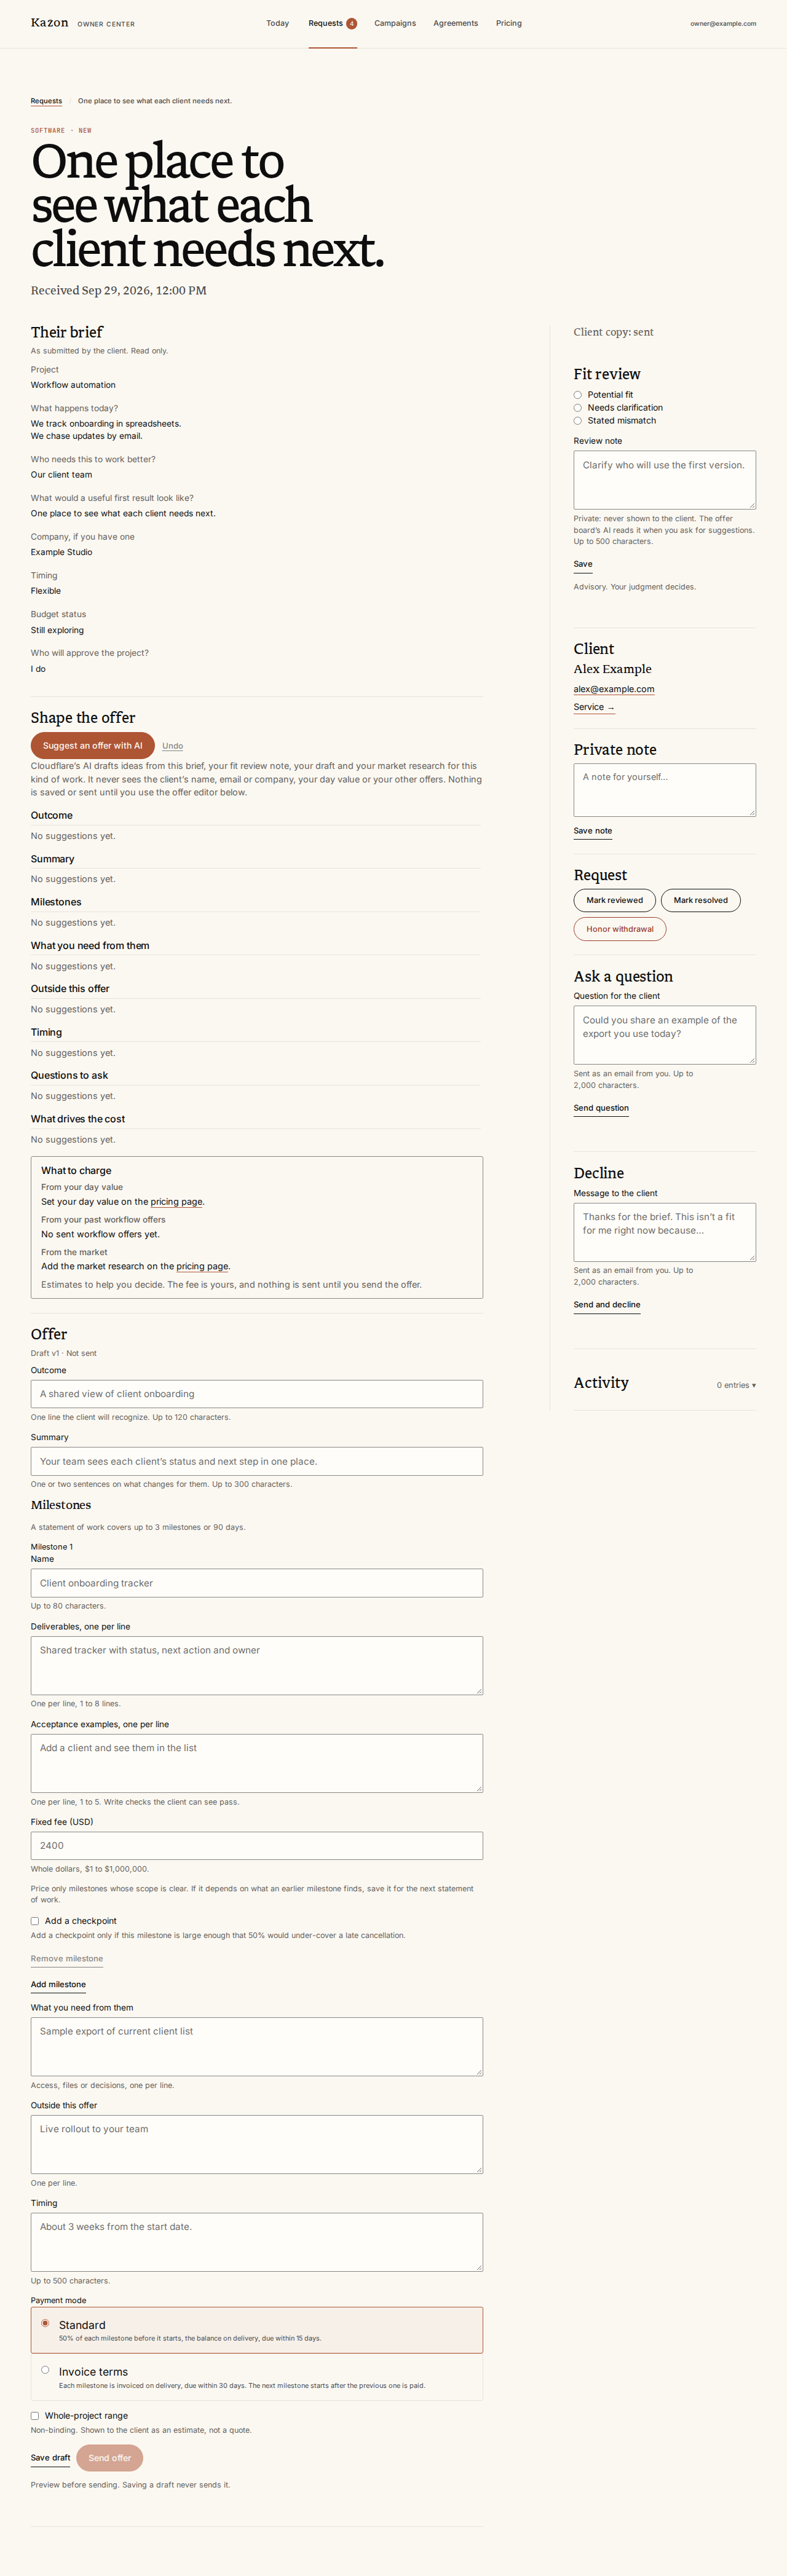 Kazon OWNER CENTER
Today
Requests 4
Campaigns
Agreements
Pricing
owner@example.com
Requests / One place to see what each client needs next.
SOFTWARE · NEW
One place to
see what each
client needs next.
Received Sep 29, 2026, 12:00 PM
Their brief
As submitted by the client. Read only.
Project
Workflow automation
What happens today?
We track onboarding in spreadsheets.
We chase updates by email.
Who needs this to work better?
Our client team
What would a useful first result look like?
One place to see what each client needs next.
Company, if you have one
Example Studio
Timing
Flexible
Budget status
Still exploring
Who will approve the project?
I do
Shape the offer
Suggest an offer with AI
Undo
Cloudflare's AI drafts ideas from this brief, your fit review note, your draft and your market research for this
kind of work. It never sees the client's name, email or company, your day value or your other offers. Nothing
is saved or sent until you use the offer editor below.
Outcome
No suggestions yet.
Summary
No suggestions yet.
Milestones
No suggestions yet.
What you need from them
No suggestions yet.
Outside this offer
No suggestions yet.
Timing
No suggestions yet.
Questions to ask
No suggestions yet.
What drives the cost
No suggestions yet.
What to charge
From your day value
Set your day value on the pricing page.
From your past workflow offers
No sent workflow offers yet.
From the market
Add the market research on the pricing page.
Estimates to help you decide. The fee is yours, and nothing is sent until you send the offer.
Offer
Draft v1 · Not sent
Outcome
A shared view of client onboarding
One line the client will recognize. Up to 120 characters.
Summary
Your team sees each client's status and next step in one place.
One or two sentences on what changes for them. Up to 300 characters.
Milestones
A statement of work covers up to 3 milestones or 90 days.
Milestone 1
Name
Client onboarding tracker
Up to 80 characters.
Deliverables, one per line
Shared tracker with status, next action and owner
One per line, 1 to 8 lines.
Acceptance examples, one per line
Add a client and see them in the list
One per line, 1 to 5. Write checks the client can see pass.
Fixed fee (USD)
2400
Whole dollars, $1 to $1,000,000.
Price only milestones whose scope is clear. If it depends on what an earlier milestone finds, save it for the next statement
of work.
Add a checkpoint
Add a checkpoint only if this milestone is large enough that 50% would under-cover a late cancellation.
Remove milestone
Add milestone
What you need from them
Sample export of current client list
Access, files or decisions, one per line.
Outside this offer
Live rollout to your team
One per line.
Timing
About 3 weeks from the start date.
Up to 500 characters.
Payment mode
Standard
50% of each milestone before it starts, the balance on delivery, due within 15 days.
Invoice terms
Each milestone is invoiced on delivery, due within 30 days. The next milestone starts after the previous one is paid.
Whole-project range
Non-binding. Shown to the client as an estimate, not a quote.
Save draft
Send offer
Preview before sending. Saving a draft never sends it.
Client copy: sent
Fit review
Potential fit
Needs clarification
Stated mismatch
Review note
Clarify who will use the first version.
Private: never shown to the client. The offer
board's AI reads it when you ask for suggestions.
Up to 500 characters.
Save
Advisory. Your judgment decides.
Client
Alex Example
alex@example.com
Service →
Private note
A note for yourself…
Save note
Request
Mark reviewed
Mark resolved
Honor withdrawal
Ask a question
Question for the client
Could you share an example of the
export you use today?
Sent as an email from you. Up to
2,000 characters.
Send question
Decline
Message to the client
Thanks for the brief. This isn't a fit
for me right now because…
Sent as an email from you. Up to
2,000 characters.
Send and decline
Activity
0 entries ▾